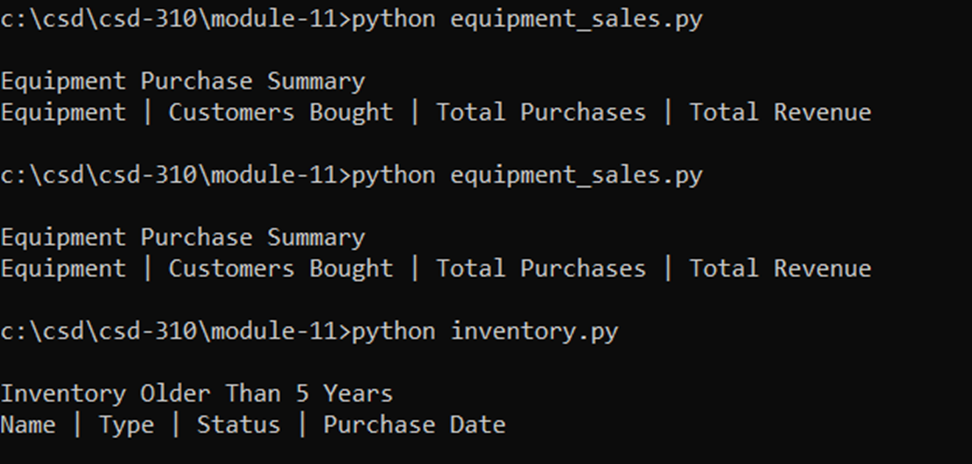 c:\csd\csd-310\module-11>python equipment_sales.py
Equipment Purchase Summary
Equipment | Customers Bought | Total Purchases | Total Revenue
c:\csd\csd-310\module-11>python equipment_sales.py
Equipment Purchase Summary
Equipment | Customers Bought | Total Purchases | Total Revenue
c:\csd\csd-310\module-11>python inventory.py
Inventory Older Than 5 Years
Name | Type | Status | Purchase Date